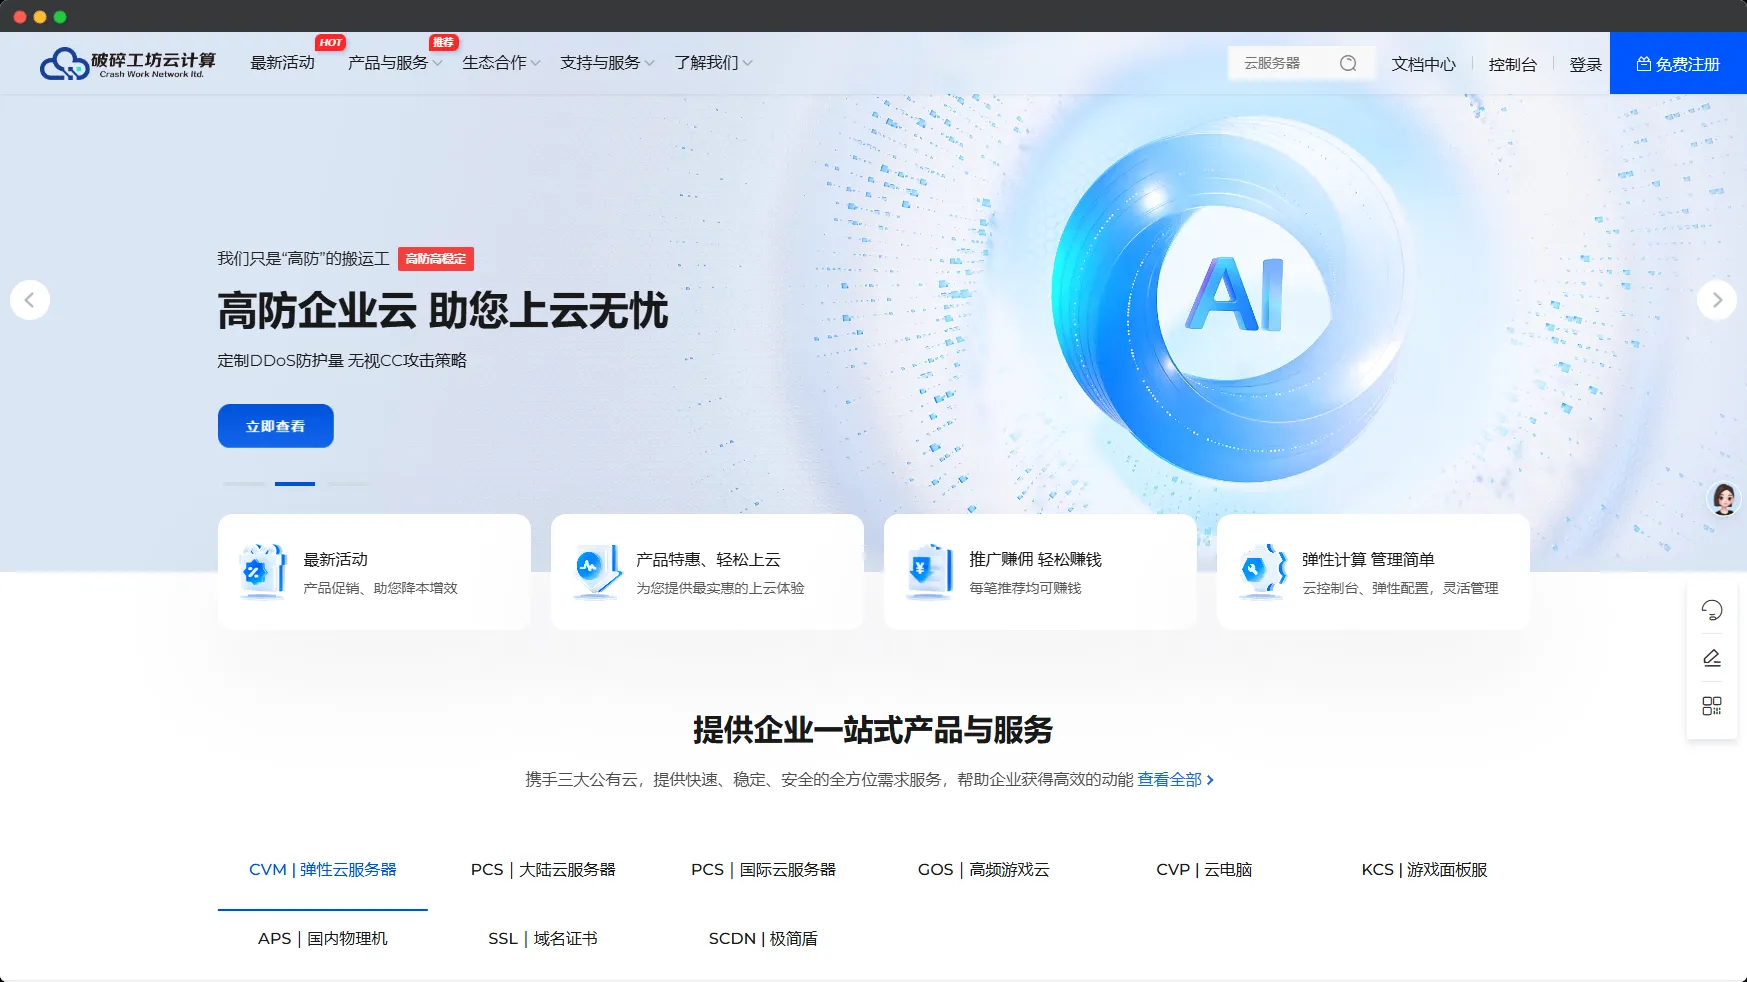 破碎工坊云计算
Crash Work Network ltd.
最新活动
HOT
产品与服务
推荐
生态合作
支持与服务
了解我们
云服务器
文档中心
控制台
登录
免费注册
我们只是“高防”的搬运工 高防高稳定
高防企业云 助您上云无忧
定制DDoS防护量 无视CC攻击策略
立即查看
AI
最新活动
产品促销、助您降本增效
产品特惠、轻松上云
为您提供最实惠的上云体验
推广赚佣 轻松赚钱
每笔推荐均可赚钱
弹性计算 管理简单
云控制台、弹性配置，灵活管理
提供企业一站式产品与服务
携手三大公有云，提供快速、稳定、安全的全方位需求服务，帮助企业获得高效的动能 查看全部
CVM | 弹性云服务器
PCS｜大陆云服务器
PCS｜国际云服务器
GOS｜高频游戏云
CVP | 云电脑
KCS | 游戏面板服
APS｜国内物理机
SSL｜域名证书
SCDN | 极简盾